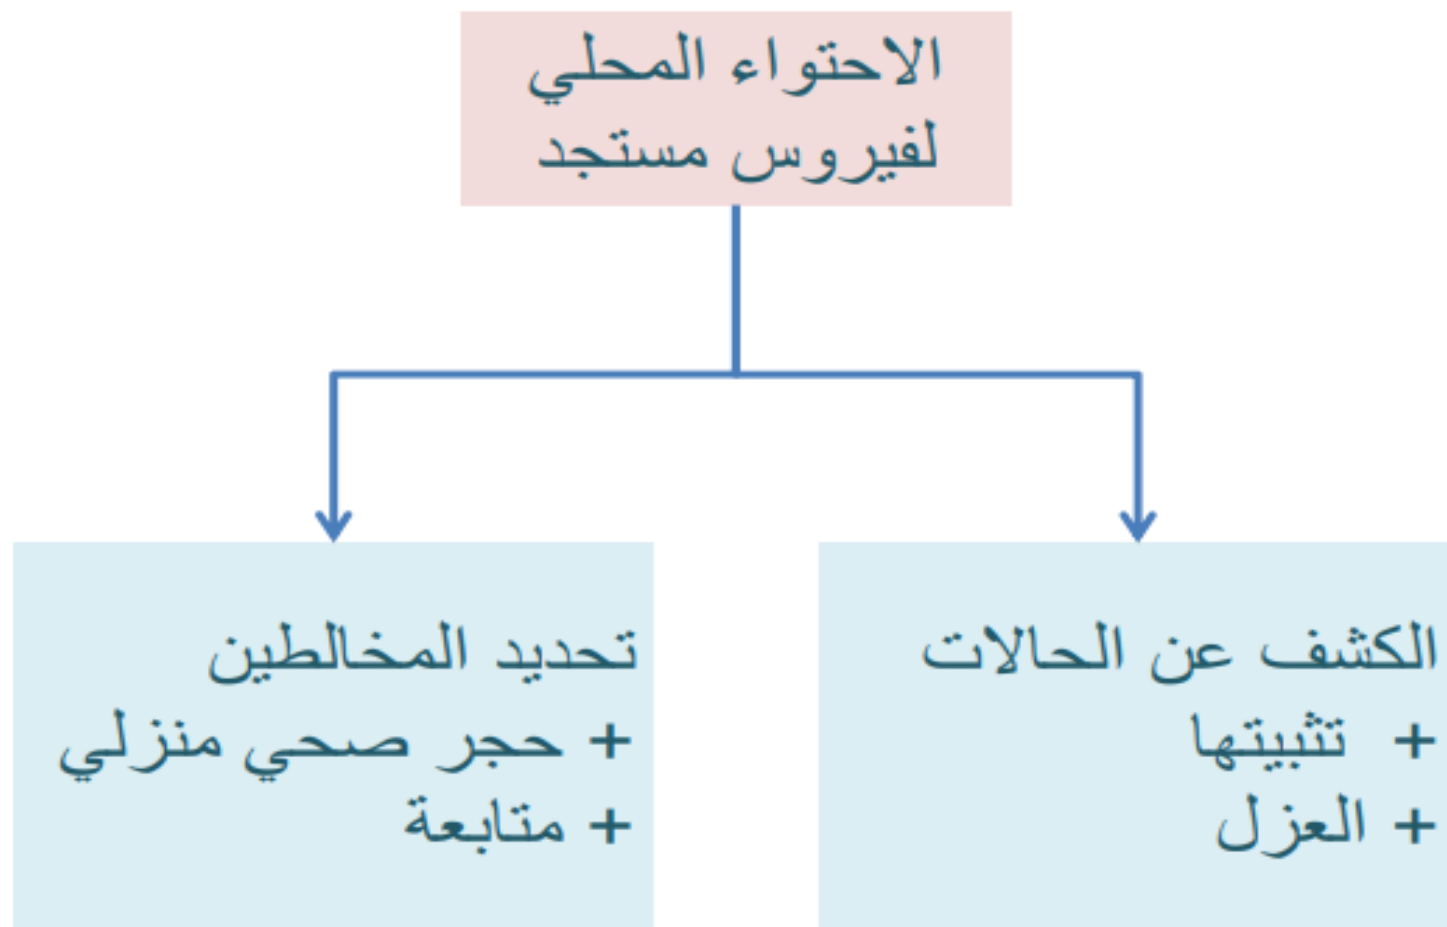 الاحتواء المحلي
لفيروس مستجد
الكشف عن الحالات
+ تثبيتها
+ العزل
تحديد المخالطين
+ حجر صحي منزلي
+ متابعة